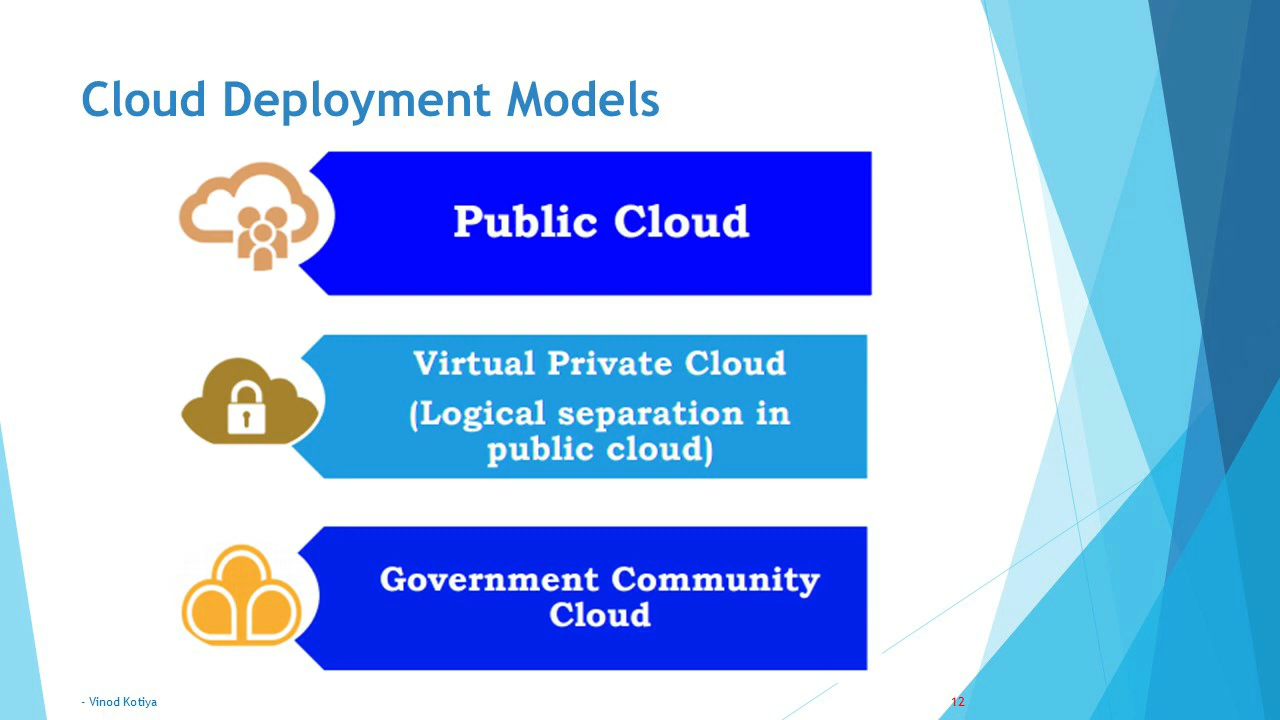 Cloud Deployment Models
Public Cloud
Virtual Private Cloud
(Logical separation in
public cloud)
Government Community
Cloud
- Vinod Kotiya
12